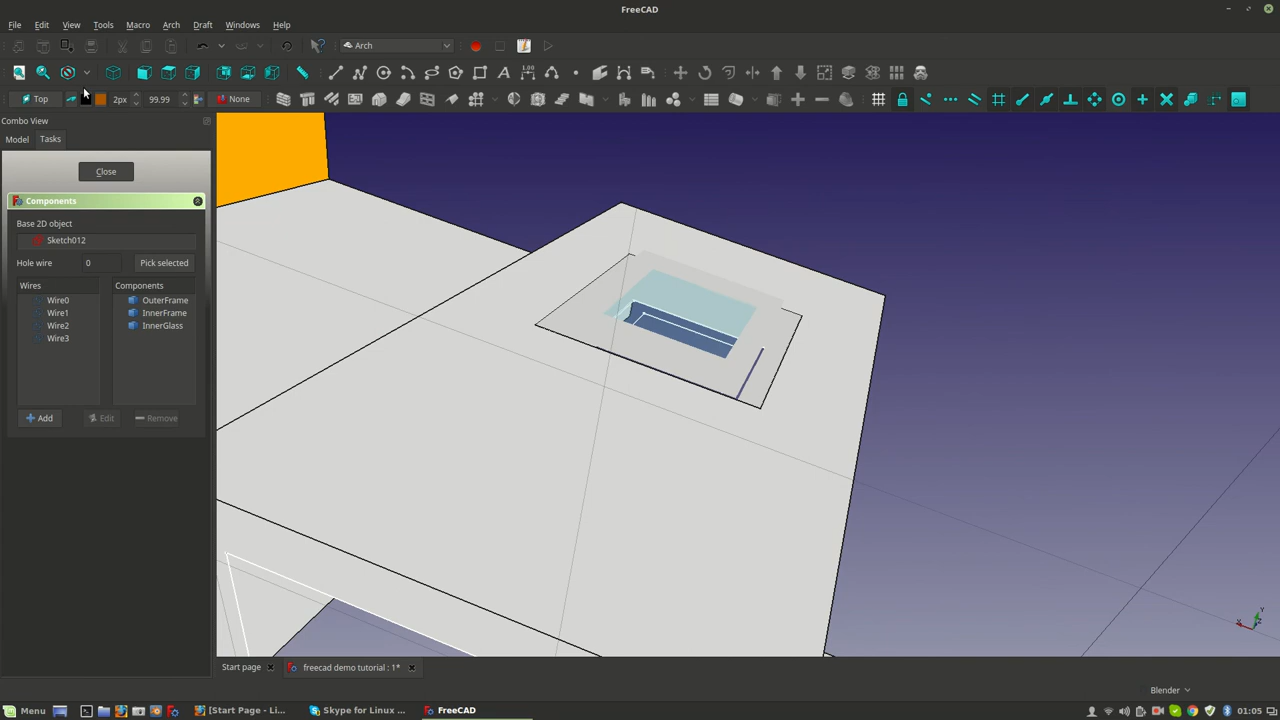 FreeCAD
File Edit View Tools Macro Arch Draft Windows Help
Arch
Top 2px 99.99 None
Combo View
Model Tasks
Close
Components
Base 2D object
Sketch012
Hole wire 0 Pick selected
Wires Components
Wire0 OuterFrame
Wire1 InnerFrame
Wire2 InnerGlass
Wire3
Add Edit Remove
Y
X
Start page freecad demo tutorial : 1*
Blender
Menu [Start Page - Li... Skype for Linux ... FreeCAD 01:05